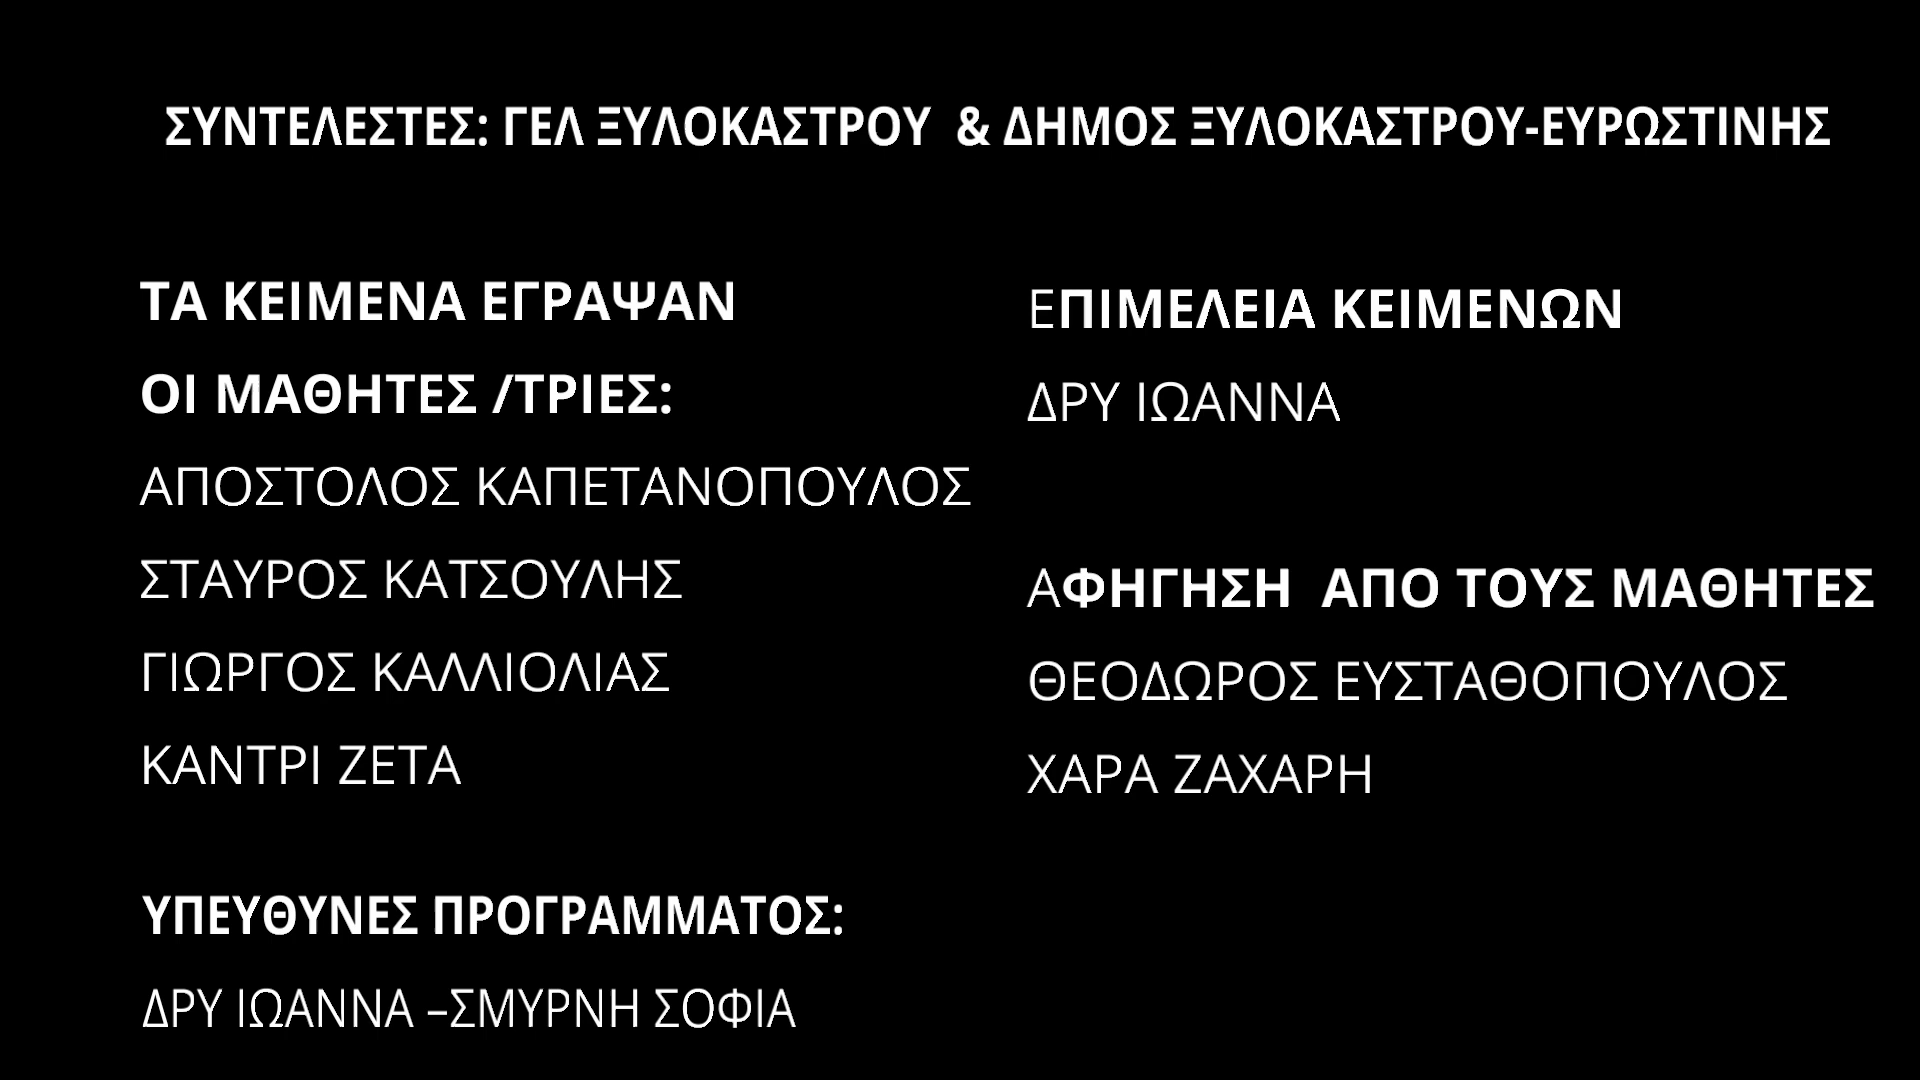 ΣΥΝΤΕΛΕΣΤΕΣ: ΓΕΛ ΞΥΛΟΚΑΣΤΡΟΥ & ΔΗΜΟΣ ΞΥΛΟΚΑΣΤΡΟΥ-ΕΥΡΩΣΤΙΝΗΣ
ΤΑ ΚΕΙΜΕΝΑ ΕΓΡΑΨΑΝ
ΟΙ ΜΑΘΗΤΕΣ /ΤΡΙΕΣ:
ΑΠΟΣΤΟΛΟΣ ΚΑΠΕΤΑΝΟΠΟΥΛΟΣ
ΣΤΑΥΡΟΣ ΚΑΤΣΟΥΛΗΣ
ΓΙΩΡΓΟΣ ΚΑΛΛΙΟΛΙΑΣ
ΚΑΝΤΡΙ ΖΕΤΑ
ΥΠΕΥΘΥΝΕΣ ΠΡΟΓΡΑΜΜΑΤΟΣ:
ΔΡΥ ΙΩΑΝΝΑ –ΣΜΥΡΝΗ ΣΟΦΙΑ
ΕΠΙΜΕΛΕΙΑ ΚΕΙΜΕΝΩΝ
ΔΡΥ ΙΩΑΝΝΑ
ΑΦΗΓΗΣΗ ΑΠΟ ΤΟΥΣ ΜΑΘΗΤΕΣ
ΘΕΟΔΩΡΟΣ ΕΥΣΤΑΘΟΠΟΥΛΟΣ
ΧΑΡΑ ΖΑΧΑΡΗ